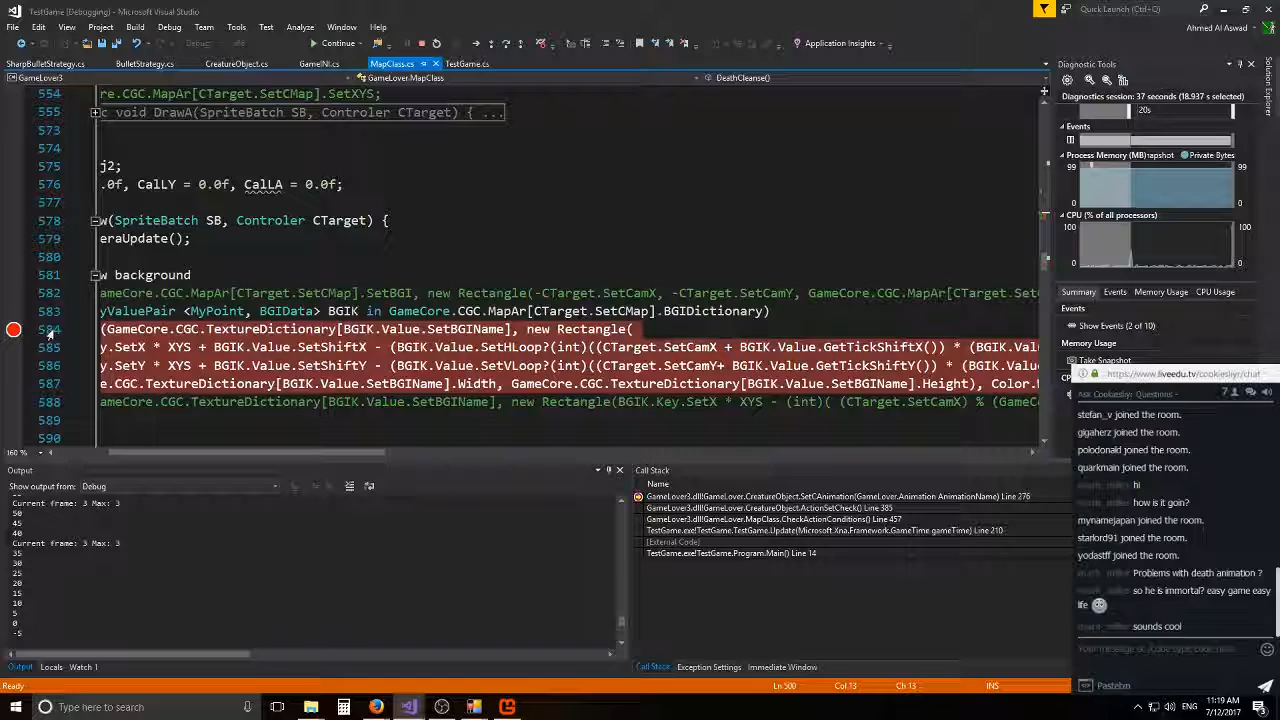 TestGame (Debugging) - Microsoft Visual Studio
Quick Launch (Ctrl+Q)
File Edit View Project Build Debug Team Tools Test Analyze Window Help
Ahmed Al Aswad
Debug Continue Application Insights
SharpBulletStrategy.cs BulletStrategy.cs CreatureObject.cs GameINI.cs MapClass.cs TestGame.cs
GameLover3 GameLover.MapClass DeathCleanse()
554 re.CGC.MapAr[CTarget.SetCMap].SetXYS;
555 c void DrawA(SpriteBatch SB, Controler CTarget) { ...
573
574
575 j2;
576 .0f, CalLY = 0.0f, CalLA = 0.0f;
577
578 w(SpriteBatch SB, Controler CTarget) {
579 eraUpdate();
580
581 w background
582 ameCore.CGC.MapAr[CTarget.SetCMap].SetBGI, new Rectangle(-CTarget.SetCamX, -CTarget.SetCamY, GameCore.CGC.MapAr[CTarget.Se
583 yValuePair <MyPoint, BGIData> BGIK in GameCore.CGC.MapAr[CTarget.SetCMap].BGIDictionary)
584 (GameCore.CGC.TextureDictionary[BGIK.Value.SetBGIName], new Rectangle(
585 y.SetX * XYS + BGIK.Value.SetShiftX - (BGIK.Value.SetHLoop?(int)((CTarget.SetCamX + BGIK.Value.GetTickShiftX()) * (BGIK.Val
586 y.SetY * XYS + BGIK.Value.SetShiftY - (BGIK.Value.SetVLoop?(int)((CTarget.SetCamY+ BGIK.Value.GetTickShiftY()) * (BGIK.Valu
587 e.CGC.TextureDictionary[BGIK.Value.SetBGIName].Width, GameCore.CGC.TextureDictionary[BGIK.Value.SetBGIName].Height), Color.W
588 ameCore.CGC.TextureDictionary[BGIK.Value.SetBGIName], new Rectangle(BGIK.Key.SetX * XYS - (int)( (CTarget.SetCamX) % (GameC
589
590
160 %
Diagnostic Tools
Diagnostics session: 37 seconds (18.937 s selected)
20s
Events
Process Memory (MB) Private Bytes
99 99
0 0
CPU (% of all processors)
100 100
0 0
Summary Events Memory Usage CPU Usage
Events
Show Events (2 of 10)
Memory Usage
Take Snapshot
Solution Explorer
Output
Show output from: Debug
Current frame: 3 Max: 3
50
45
40
Current frame: 3 Max: 3
35
30
25
20
15
10
5
0
-5
Output Locals Watch 1
Call Stack
Name
GameLover3.dll!GameLover.CreatureObject.SetCAnimation(GameLover.Animation AnimationName) Line 276
GameLover3.dll!GameLover.CreatureObject.ActionSetCheck() Line 385
GameLover3.dll!GameLover.MapClass.CheckActionConditions() Line 457
TestGame.exe!TestGame.TestGame.Update(Microsoft.Xna.Framework.GameTime gameTime) Line 210
[External Code]
TestGame.exe!TestGame.Program.Main() Line 14
Call Stack Exception Settings Immediate Window
https://www.liveedu.tv/cookiesliyr/chat
Ask Cookiesliy: Questions -
7
stefan_v joined the room.
gigaherz joined the room.
polodonald joined the room.
quarkmain joined the room.
hi
how is it goin?
mynamejapan joined the room.
starlord91 joined the room.
yodastff joined the room.
Problems with death animation ?
so he is immortal? easy game easy
life
sounds cool
Pastebin
Ready Ln 500 Col 13 Ch 13 INS
Type here to search
11:19 AM
7/12/2017